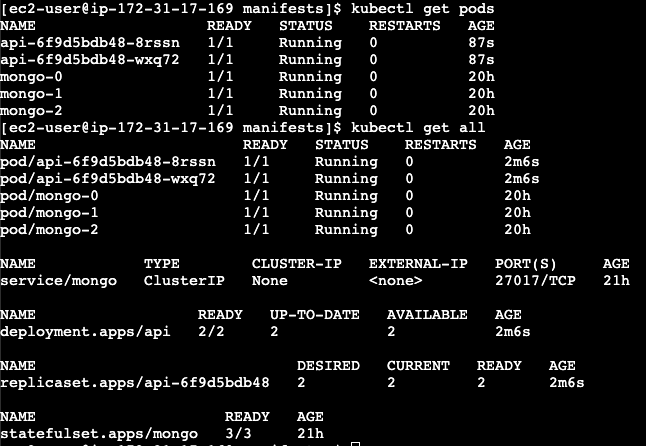 [ec2-user@ip-172-31-17-169 manifests]$ kubectl get pods
NAME READY STATUS RESTARTS AGE
api-6f9d5bdb48-8rssn 1/1 Running 0 87s
api-6f9d5bdb48-wxq72 1/1 Running 0 87s
mongo-0 1/1 Running 0 20h
mongo-1 1/1 Running 0 20h
mongo-2 1/1 Running 0 20h
[ec2-user@ip-172-31-17-169 manifests]$ kubectl get all
NAME READY STATUS RESTARTS AGE
pod/api-6f9d5bdb48-8rssn 1/1 Running 0 2m6s
pod/api-6f9d5bdb48-wxq72 1/1 Running 0 2m6s
pod/mongo-0 1/1 Running 0 20h
pod/mongo-1 1/1 Running 0 20h
pod/mongo-2 1/1 Running 0 20h
NAME TYPE CLUSTER-IP EXTERNAL-IP PORT(S) AGE
service/mongo ClusterIP None <none> 27017/TCP 21h
NAME READY UP-TO-DATE AVAILABLE AGE
deployment.apps/api 2/2 2 2 2m6s
NAME DESIRED CURRENT READY AGE
replicaset.apps/api-6f9d5bdb48 2 2 2 2m6s
NAME READY AGE
statefulset.apps/mongo 3/3 21h